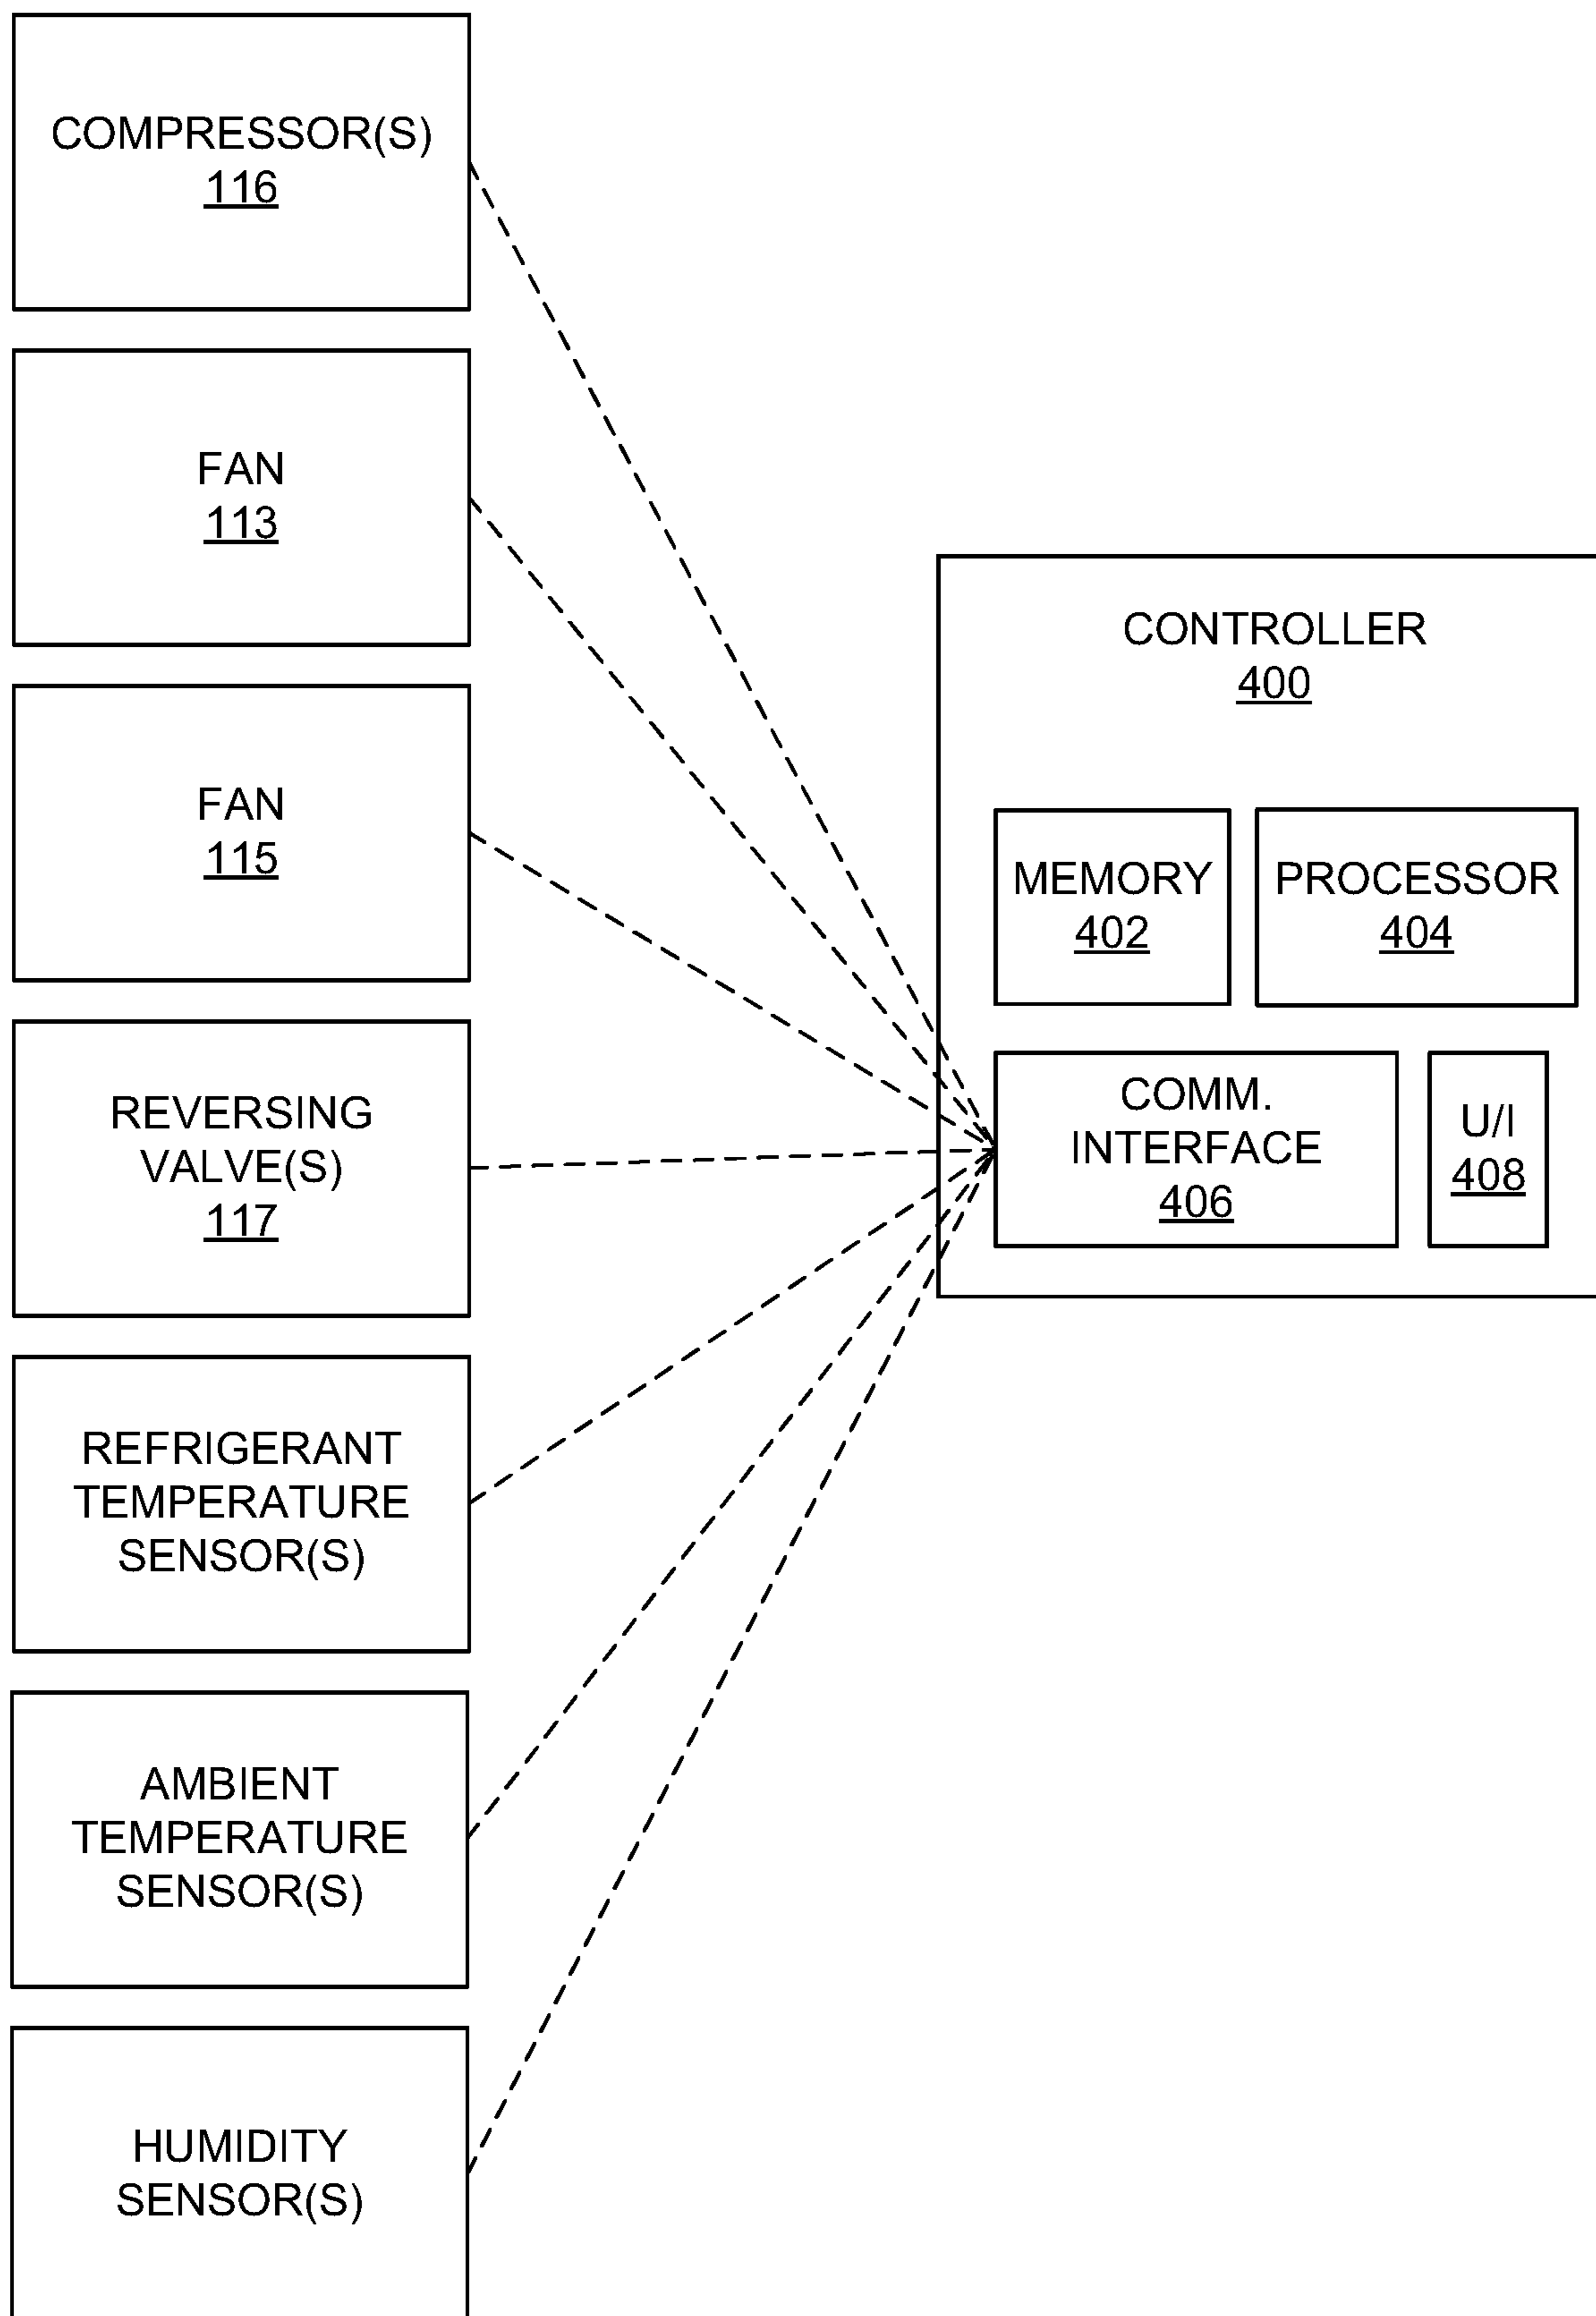 COMPRESSOR(S)
116
FAN
113
FAN
115
REVERSING
VALVE(S)
117
REFRIGERANT
TEMPERATURE
SENSOR(S)
AMBIENT
TEMPERATURE
SENSOR(S)
HUMIDITY
SENSOR(S)
CONTROLLER
400
MEMORY
402
PROCESSOR
404
COMM.
INTERFACE
406
U/I
408